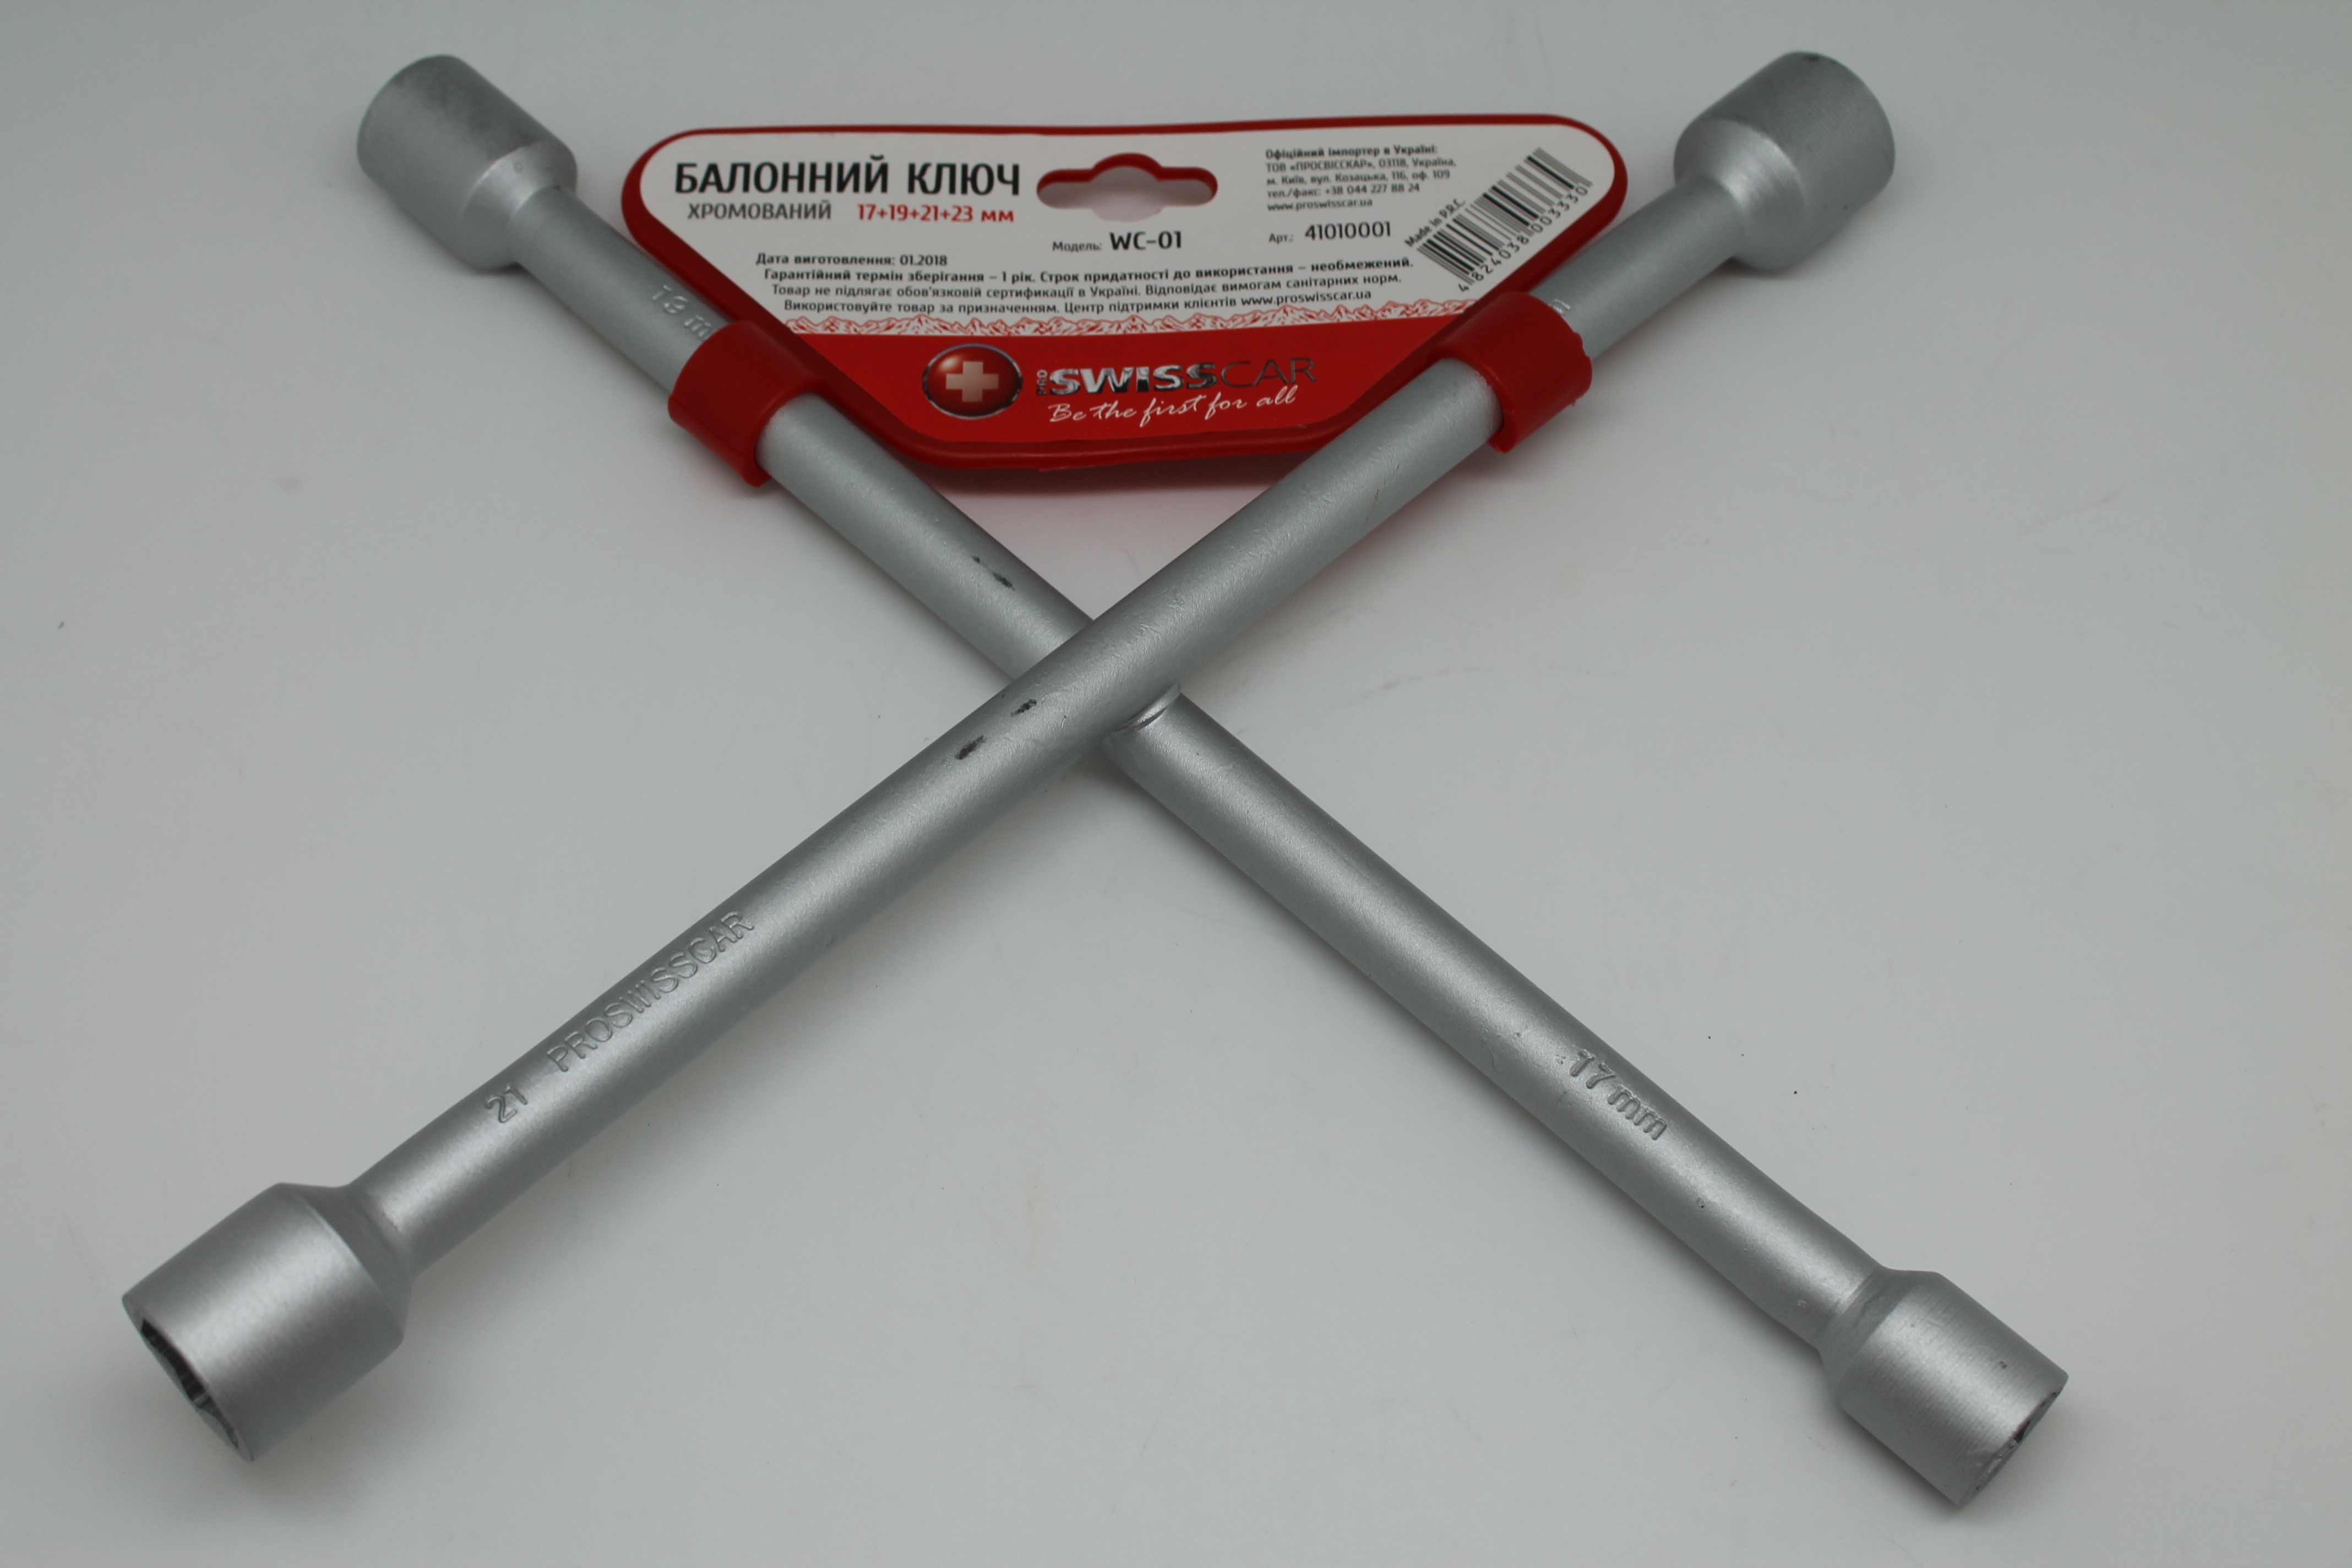 БАЛОННИЙ КЛЮЧ
ХРОМОВАНИЙ 17+19+21+23 мм
Модель: WC-01
Офіційний імпортер в Україні:
ТОВ «ПРОСВІССКАР», 03118, Україна,
м. Київ, вул. Козацька, 116, оф. 109
тел./факс: +38 044 227 88 24
www.proswisscar.ua
Арт.: 41010001
Made in P.R.C.
4824038003330
Дата виготовлення: 01.2018
Гарантійний термін зберігання – 1 рік. Строк придатності до використання – необмежений.
Товар не підлягає обов'язковій сертифікації в Україні. Відповідає вимогам санітарних норм.
Використовуйте товар за призначенням. Центр підтримки клієнтів www.proswisscar.ua
PRO SWISSCAR
Be the first for all
19 m
21 PROSWISSCAR
17 mm